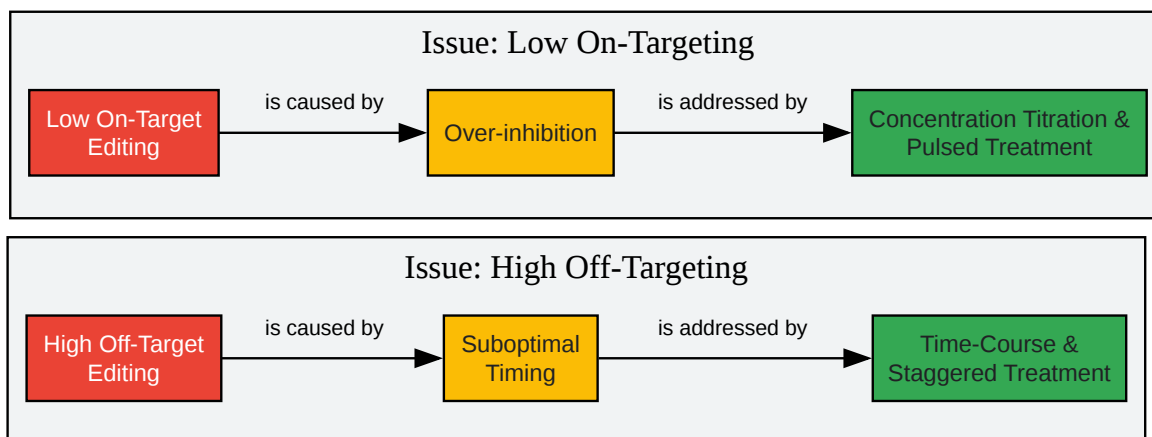 Issue: Low On-Targeting
is caused by
is addressed by
Low On-Target
Editing
Over-inhibition
Concentration Titration &
Pulsed Treatment
Issue: High Off-Targeting
is caused by
is addressed by
High Off-Target
Editing
Suboptimal
Timing
Time-Course &
Staggered Treatment